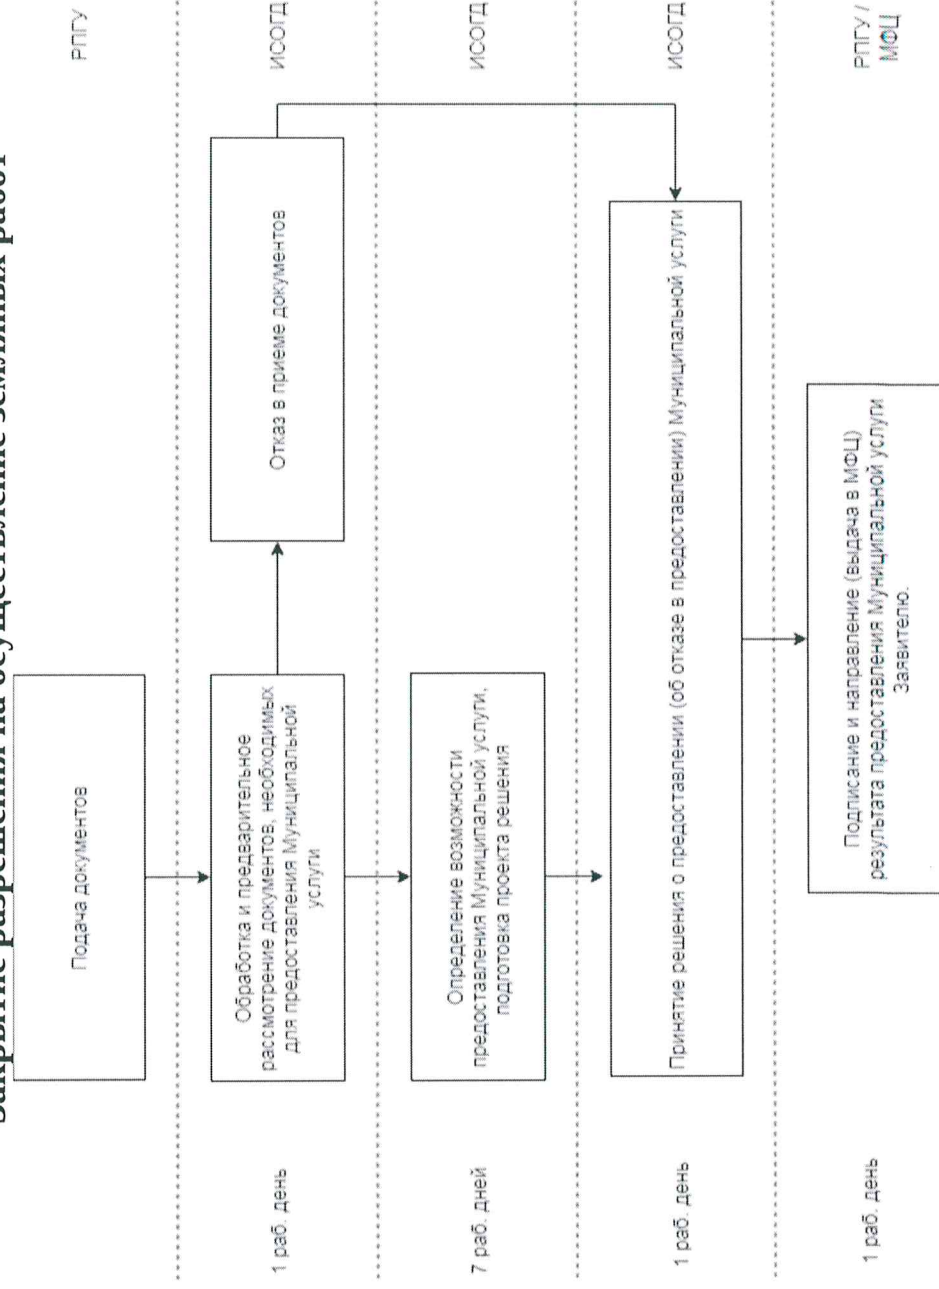 Закрытие разрешения на осуществление земляных работ
Подача документов
РПГУ
1 раб. день
Обработка и предварительное
рассмотрение документов, необходимых
для предоставления Муниципальной
услуги
Отказ в приеме документов
ИСОГД
7 раб. дней
Определение возможности
предоставления Муниципальной услуги,
подготовка проекта решения
ИСОГД
1 раб. день
Принятие решения о предоставлении (об отказе в предоставлении) Муниципальной услуги
ИСОГД
1 раб. день
Подписание и направление (выдача в МФЦ)
результата предоставления Муниципальной услуги
Заявителю.
РПГУ /
МФЦ